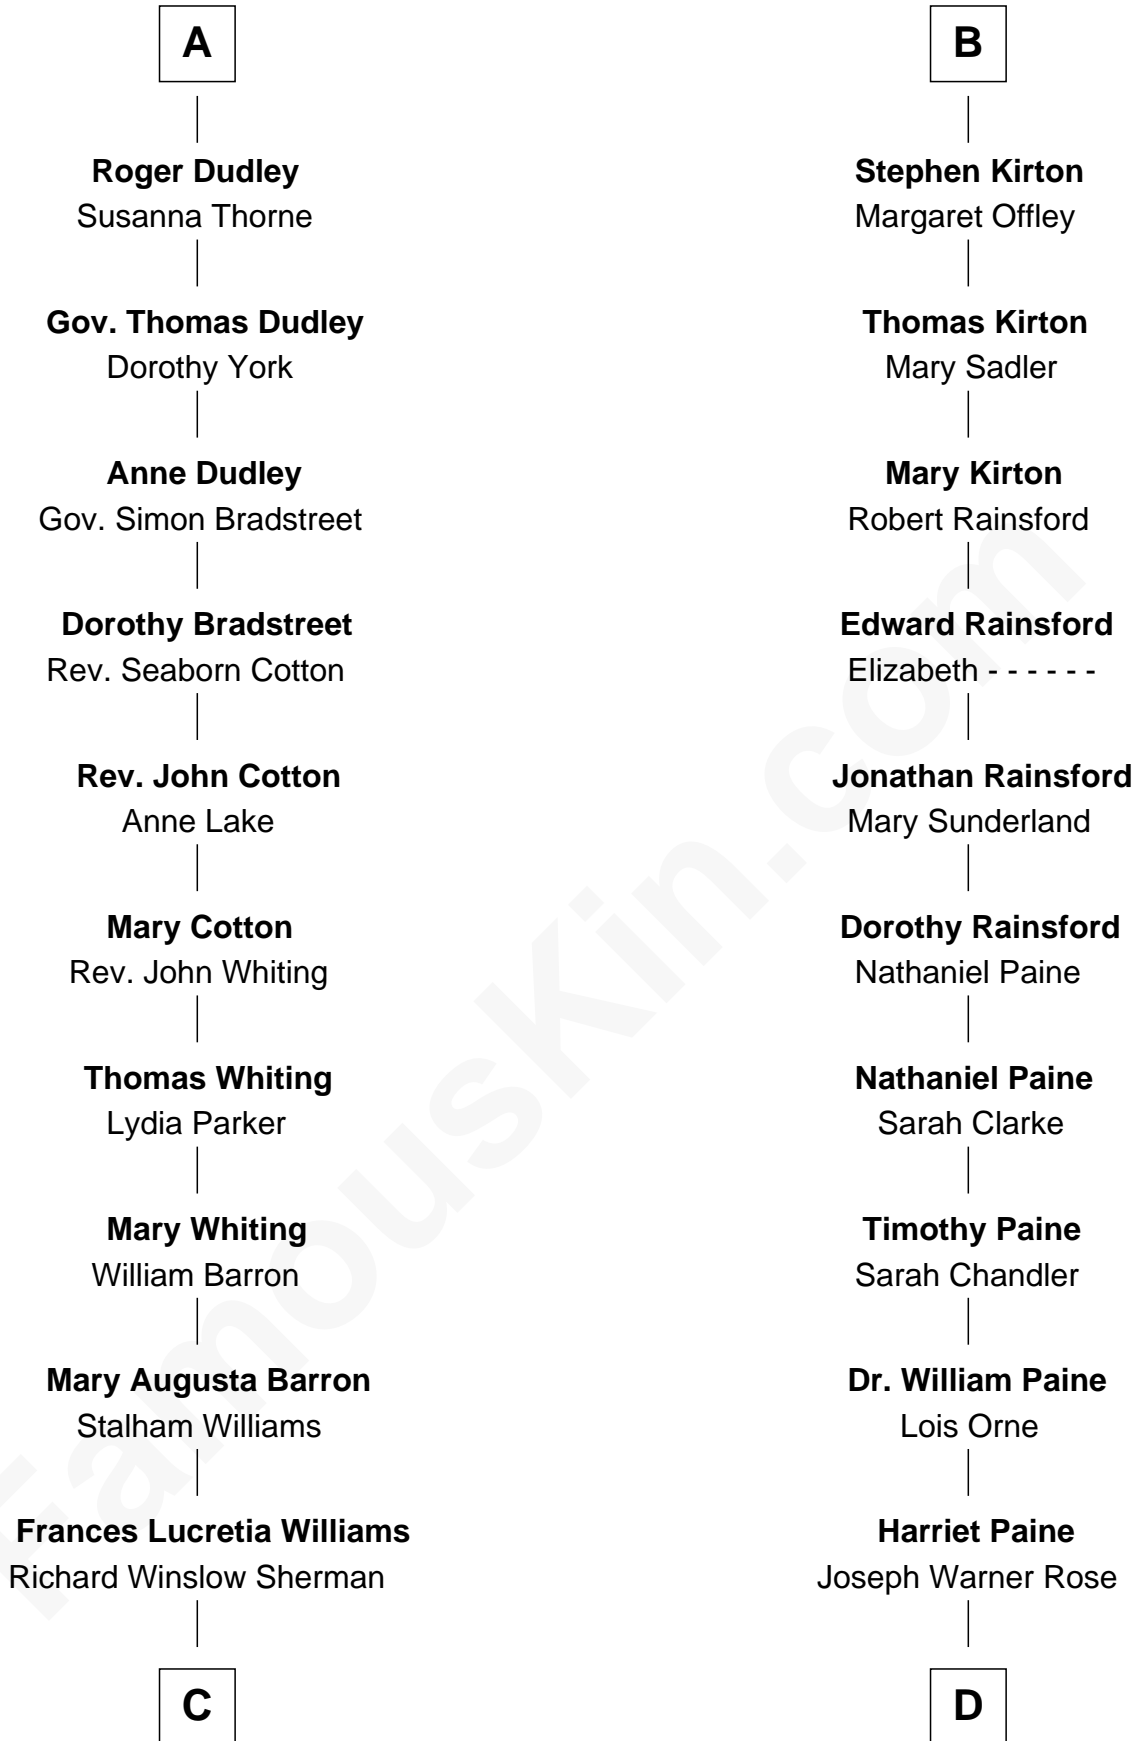 A
Roger Dudley
Susanna Thorne
Gov. Thomas Dudley
Dorothy York
Anne Dudley
Gov. Simon Bradstreet
Dorothy Bradstreet
Rev. Seaborn Cotton
Rev. John Cotton
Anne Lake
Mary Cotton
Rev. John Whiting
Thomas Whiting
Lydia Parker
Mary Whiting
William Barron
Mary Augusta Barron
Stalham Williams
Frances Lucretia Williams
Richard Winslow Sherman
C
B
Stephen Kirton
Margaret Offley
Thomas Kirton
Mary Sadler
Mary Kirton
Robert Rainsford
Edward Rainsford
Elizabeth - - - - - -
Jonathan Rainsford
Mary Sunderland
Dorothy Rainsford
Nathaniel Paine
Nathaniel Paine
Sarah Clarke
Timothy Paine
Sarah Chandler
Dr. William Paine
Lois Orne
Harriet Paine
Joseph Warner Rose
D
FamousKin.com